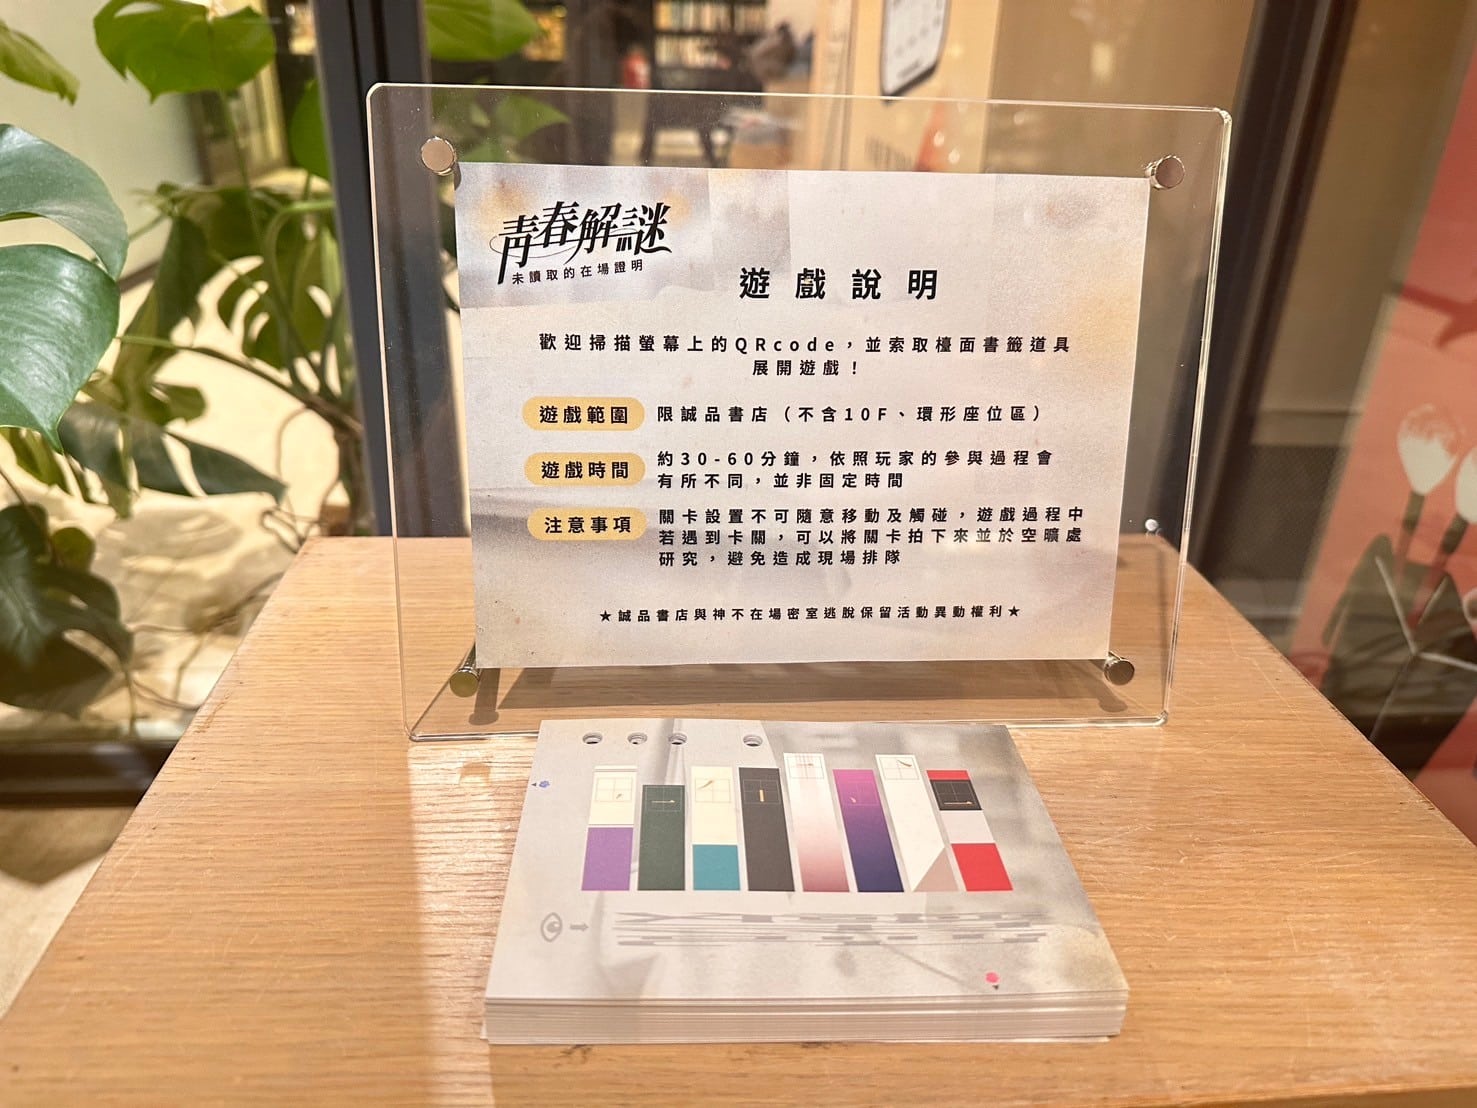 青春解謎
未讀取的在場證明
遊戲說明
歡迎掃描螢幕上的QRcode，並索取檯面書籤道具
展開遊戲！
遊戲範圍
限誠品書店（不含10F、環形座位區）
遊戲時間
約30-60分鐘，依照玩家的參與過程會
有所不同，並非固定時間
注意事項
關卡設置不可隨意移動及觸碰，遊戲過程中
若遇到卡關，可以將關卡拍下來並於空曠處
研究，避免造成現場排隊
★誠品書店與神不在場密室逃脫保留活動異動權利★